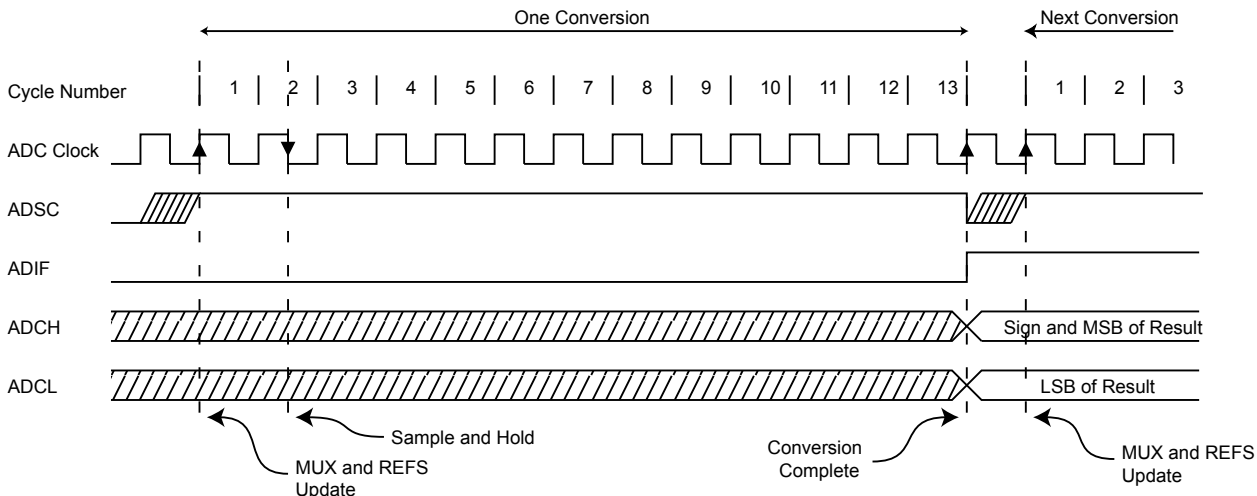 One Conversion
Next Conversion
Cycle Number
1 2 3 4 5 6 7 8 9 10 11 12 13 1 2 3
ADC Clock
ADSC
ADIF
ADCH
Sign and MSB of Result
ADCL
LSB of Result
MUX and REFS
Update
Sample and Hold
Conversion
Complete
MUX and REFS
Update